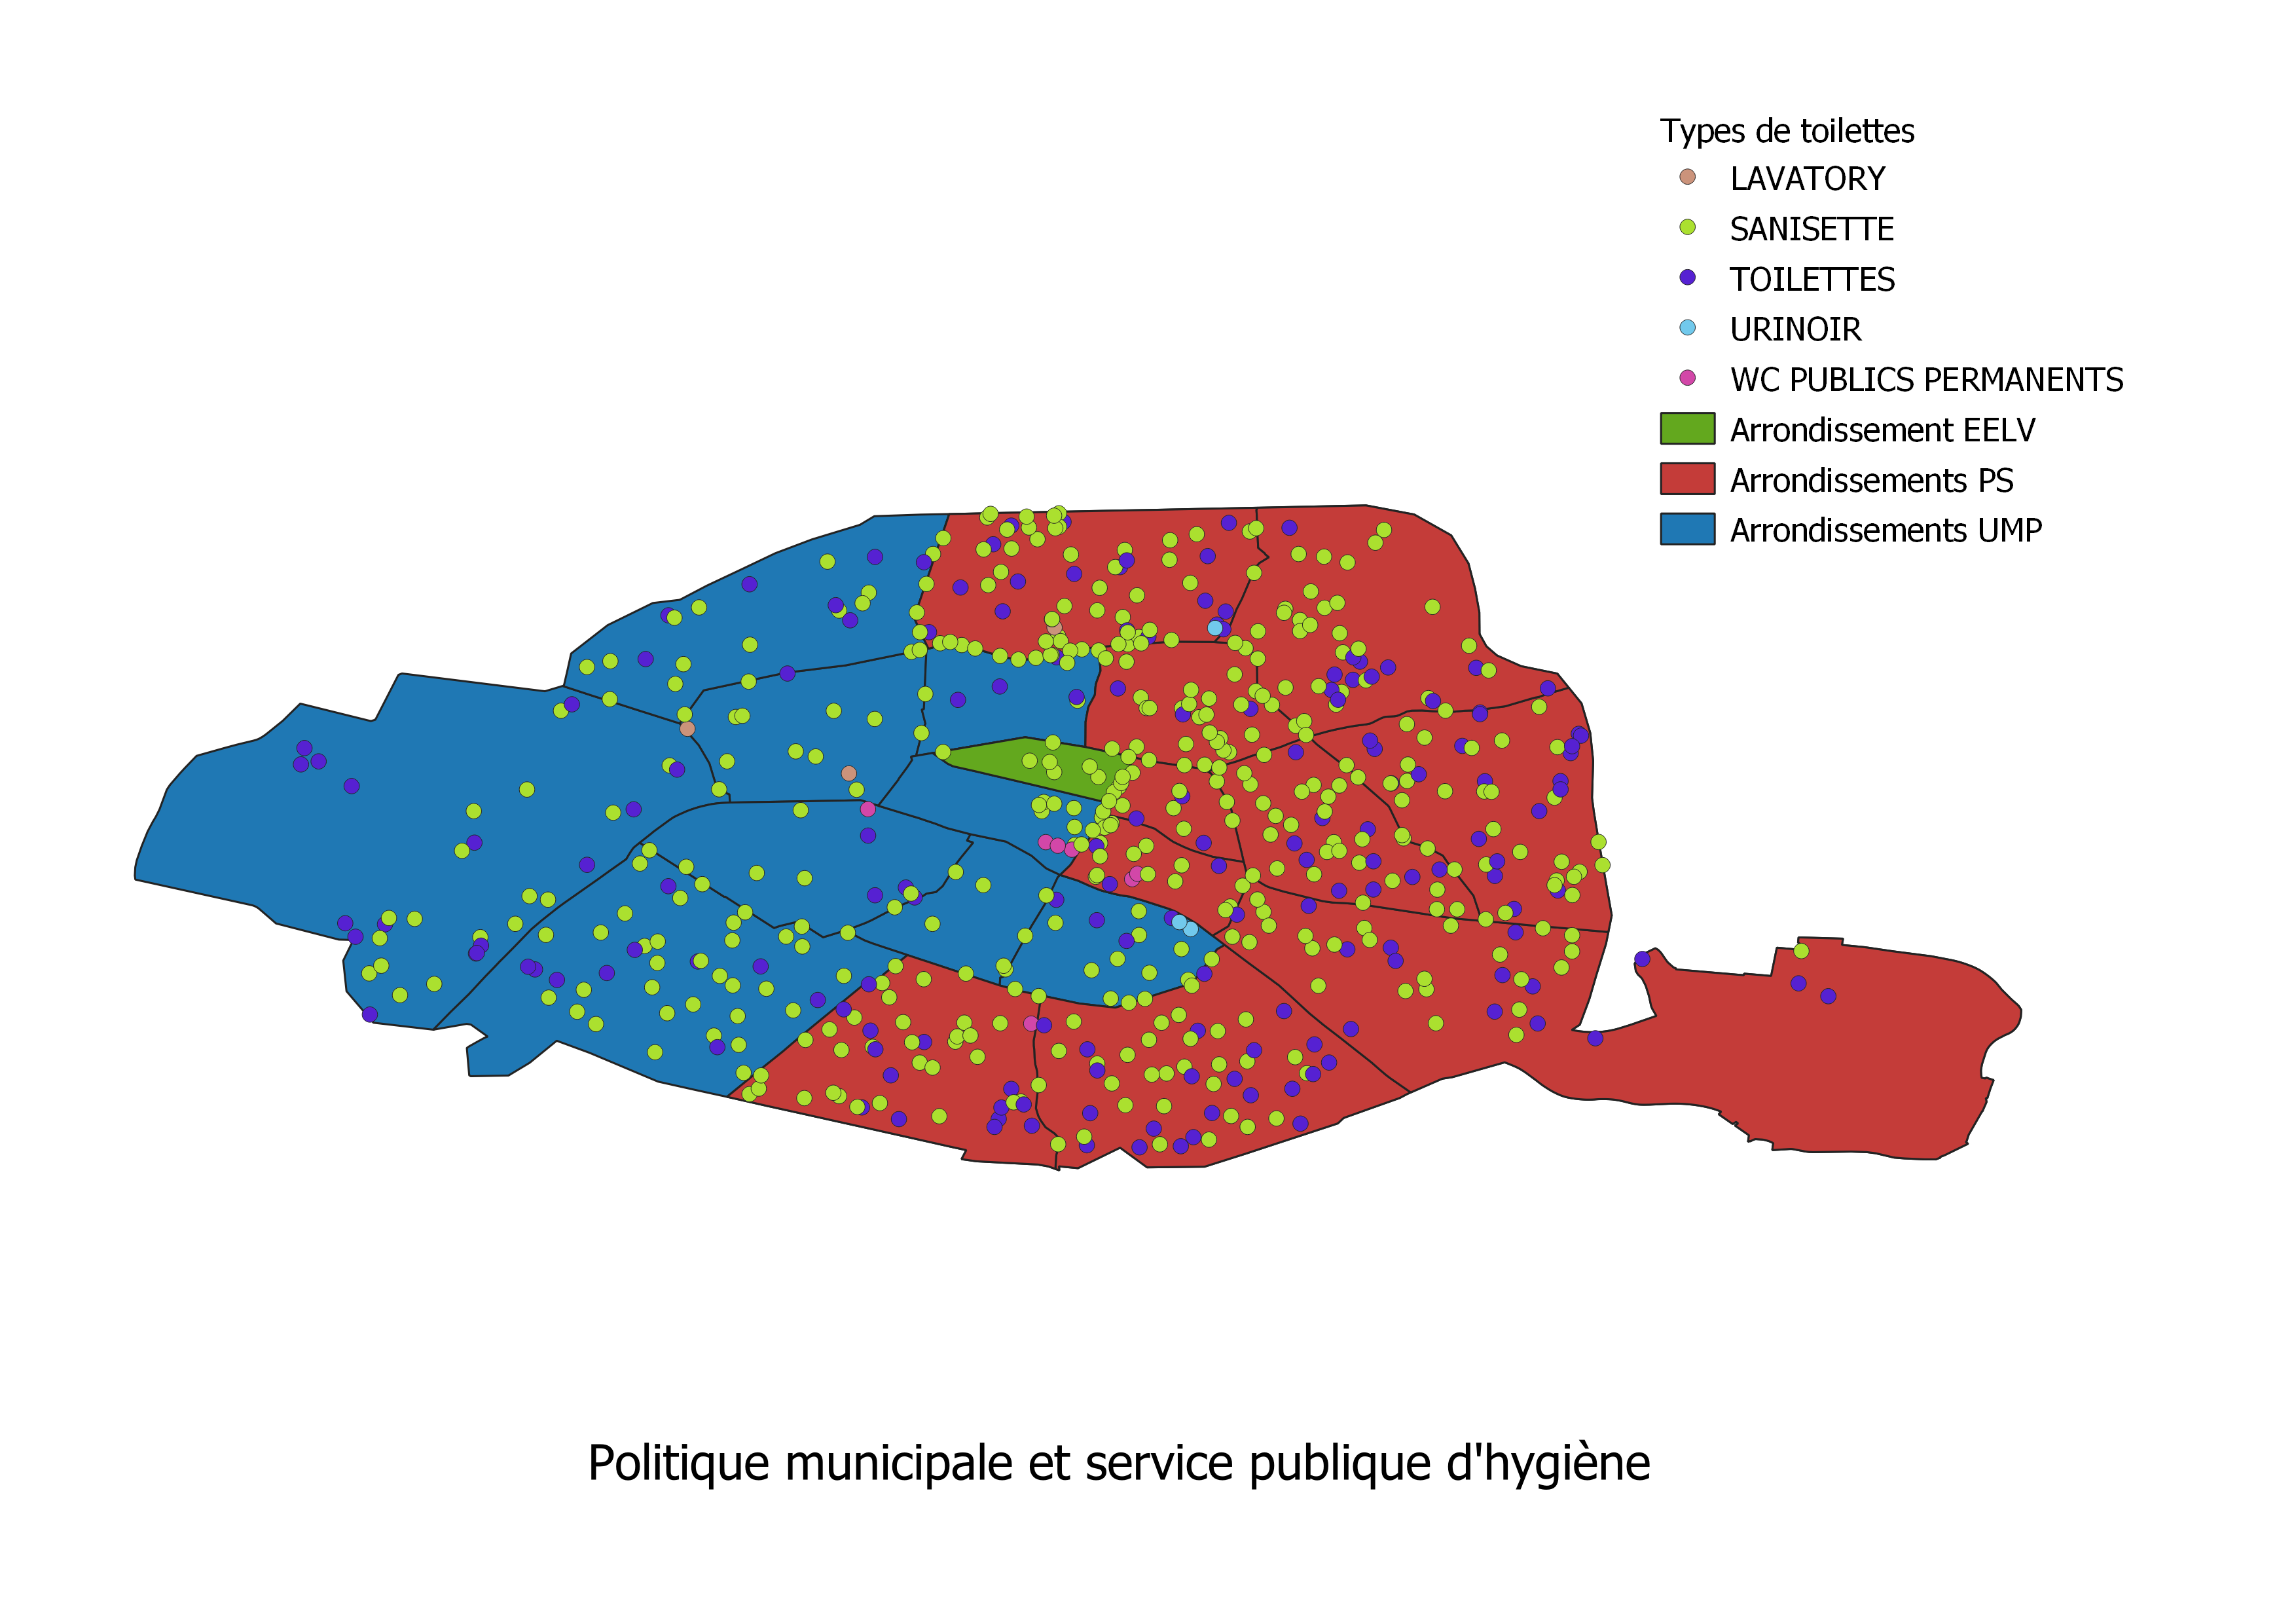 Types de toilettes
LAVATORY
SANISETTE
TOILETTES
URINOIR
WC PUBLICS PERMANENTS
Arrondissement EELV
Arrondissements PS
Arrondissements UMP
Politique municipale et service publique d'hygiène